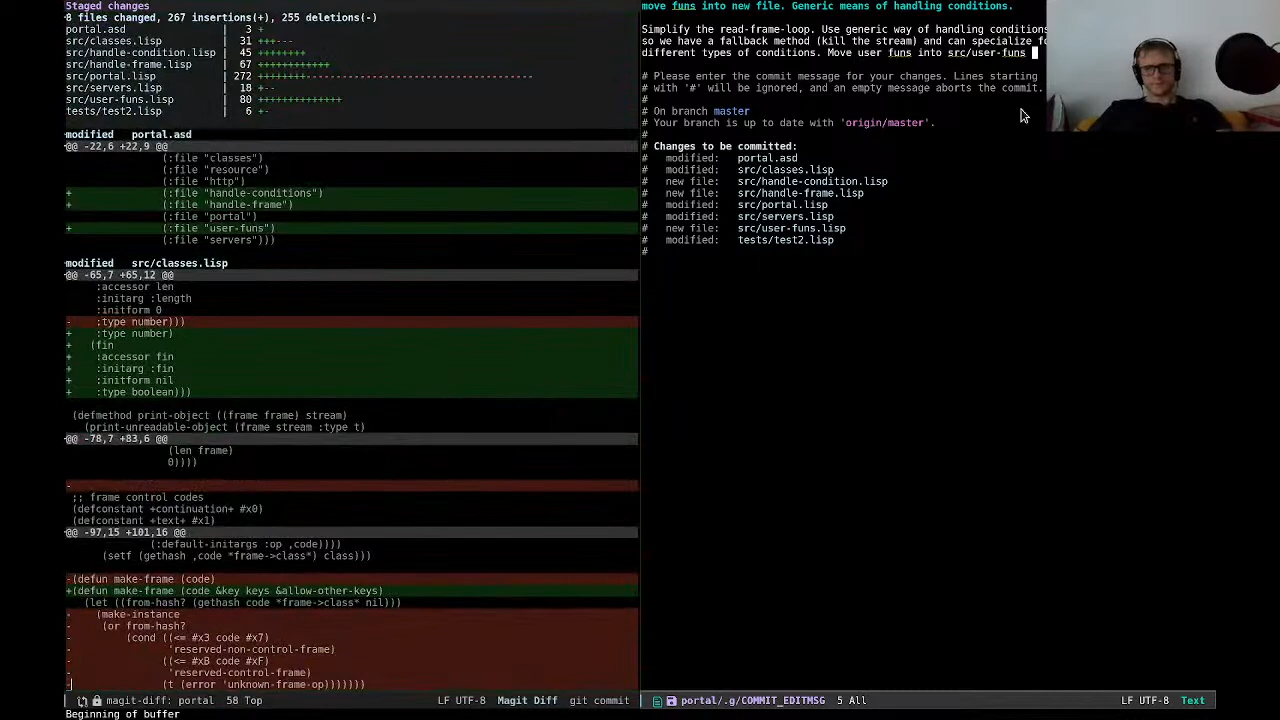 Staged changes
8 files changed, 267 insertions(+), 255 deletions(-)
portal.asd | 3 +
src/classes.lisp | 31 +++---
src/handle-condition.lisp | 45 ++++++++
src/handle-frame.lisp | 67 ++++++++++++
src/portal.lisp | 272 ++++++++---------------------------------------
src/servers.lisp | 18 +--
src/user-funs.lisp | 80 ++++++++++++++
tests/test2.lisp | 6 +-
modified portal.asd
@@ -22,6 +22,9 @@
(:file "classes")
(:file "resource")
(:file "http")
+ (:file "handle-conditions")
+ (:file "handle-frame")
(:file "portal")
+ (:file "user-funs")
(:file "servers")))
modified src/classes.lisp
@@ -65,7 +65,12 @@
:accessor len
:initarg :length
:initform 0
- :type number)))
+ :type number)
+ (fin
+ :accessor fin
+ :initarg :fin
+ :initform nil
+ :type boolean)))
(defmethod print-object ((frame frame) stream)
(print-unreadable-object (frame stream :type t)
@@ -78,7 +83,6 @@
(len frame)
0))))
-
;; frame control codes
(defconstant +continuation+ #x0)
(defconstant +text+ #x1)
@@ -97,15 +101,16 @@
(:default-initargs :op ,code))))
(setf (gethash ,code *frame->class*) class)))
-(defun make-frame (code)
+(defun make-frame (code &key keys &allow-other-keys)
(let ((from-hash? (gethash code *frame->class* nil)))
- (make-instance
- (or from-hash?
- (cond ((<= #x3 code #x7)
- 'reserved-non-control-frame)
- ((<= #xB code #xF)
- 'reserved-control-frame)
- (t (error 'unknown-frame-op)))))))
magit-diff: portal 58 Top LF UTF-8 Magit Diff git commit
Beginning of buffer
move funs into new file. Generic means of handling conditions.
Simplify the read-frame-loop. Use generic way of handling conditions
so we have a fallback method (kill the stream) and can specialize
different types of conditions. Move user funs into src/user-funs
# Please enter the commit message for your changes. Lines starting
# with '#' will be ignored, and an empty message aborts the commit.
#
# On branch master
# Your branch is up to date with 'origin/master'.
#
# Changes to be committed:
# modified: portal.asd
# modified: src/classes.lisp
# new file: src/handle-condition.lisp
# new file: src/handle-frame.lisp
# modified: src/portal.lisp
# modified: src/servers.lisp
# new file: src/user-funs.lisp
# modified: tests/test2.lisp
#
portal/.g/COMMIT_EDITMSG 5 All LF UTF-8 Text